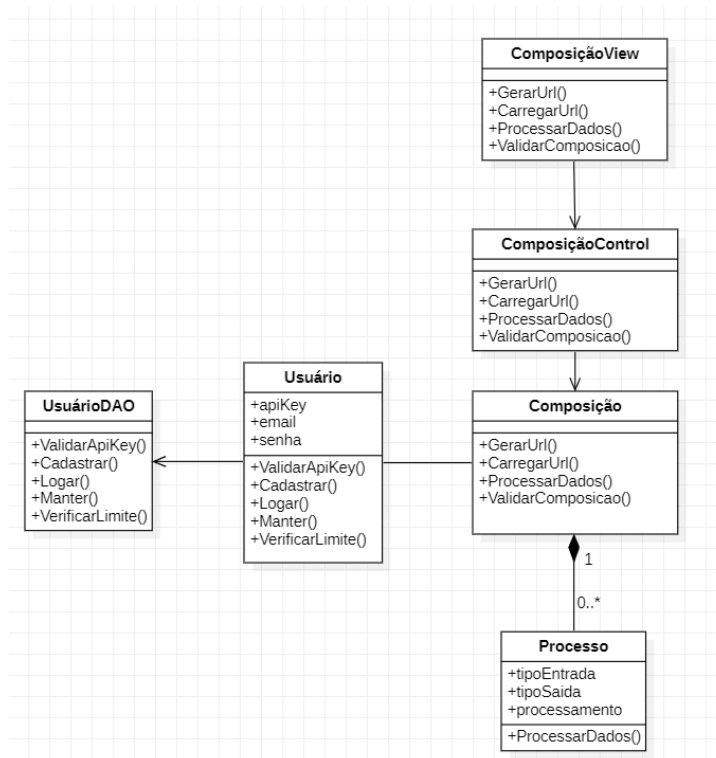 ComposiçãoView
+GerarUrl()
+CarregarUrl()
+ProcessarDados()
+ValidarComposicao()
ComposiçãoControl
+GerarUrl()
+CarregarUrl()
+ProcessarDados()
+ValidarComposicao()
UsuárioDAO
+ValidarApiKey()
+Cadastrar()
+Logar()
+Manter()
+VerificarLimite()
Usuário
+apiKey
+email
+senha
+ValidarApiKey()
+Cadastrar()
+Logar()
+Manter()
+VerificarLimite()
Composição
+GerarUrl()
+CarregarUrl()
+ProcessarDados()
+ValidarComposicao()
1
0..*
Processo
+tipoEntrada
+tipoSaida
+processamento
+ProcessarDados()